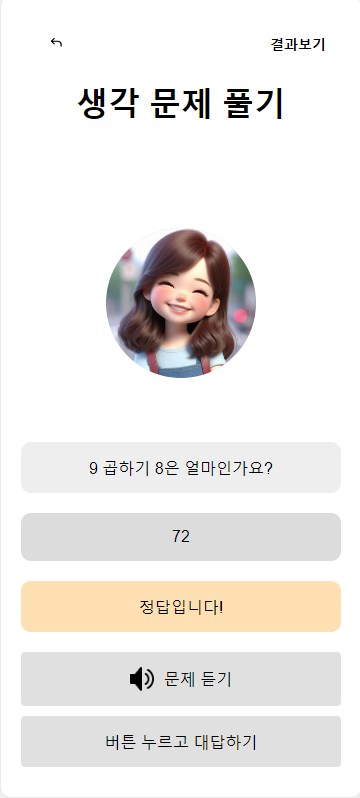 결과보기
생각 문제 풀기
9 곱하기 8은 얼마인가요?
72
정답입니다!
문제 듣기
버튼 누르고 대답하기